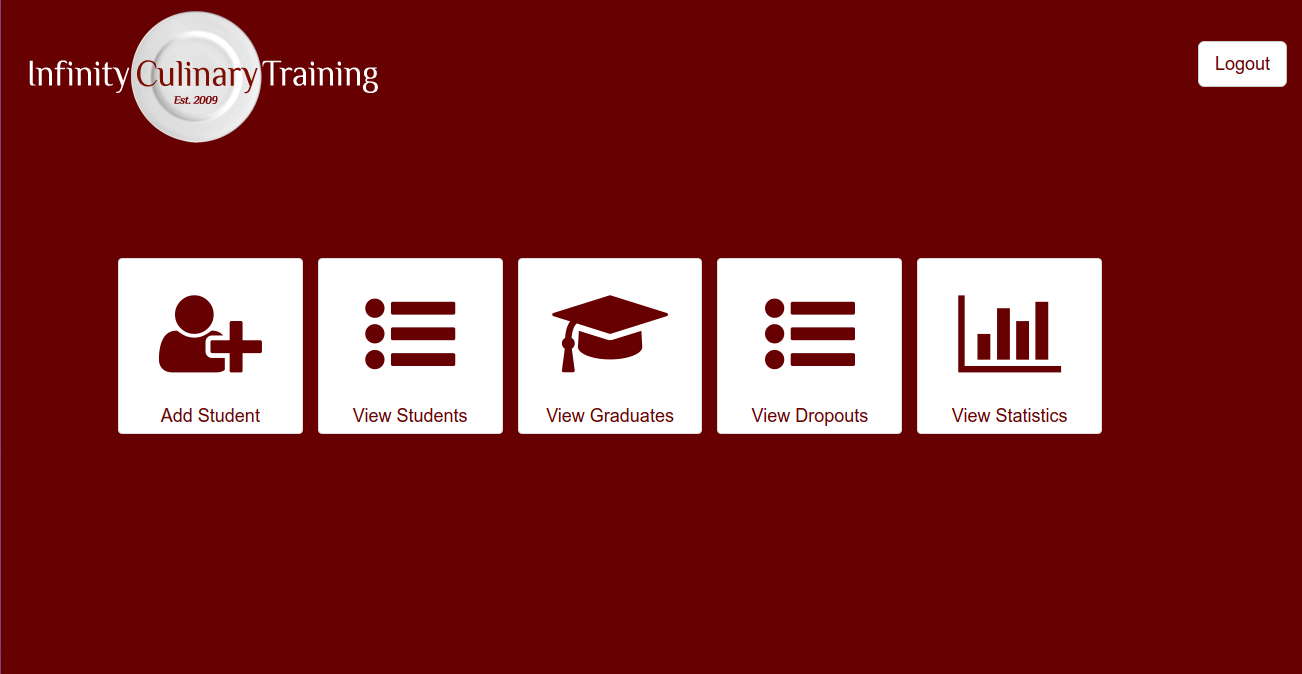 Infinity Culinary Training
Est. 2009
Logout
Add Student
View Students
View Graduates
View Dropouts
View Statistics